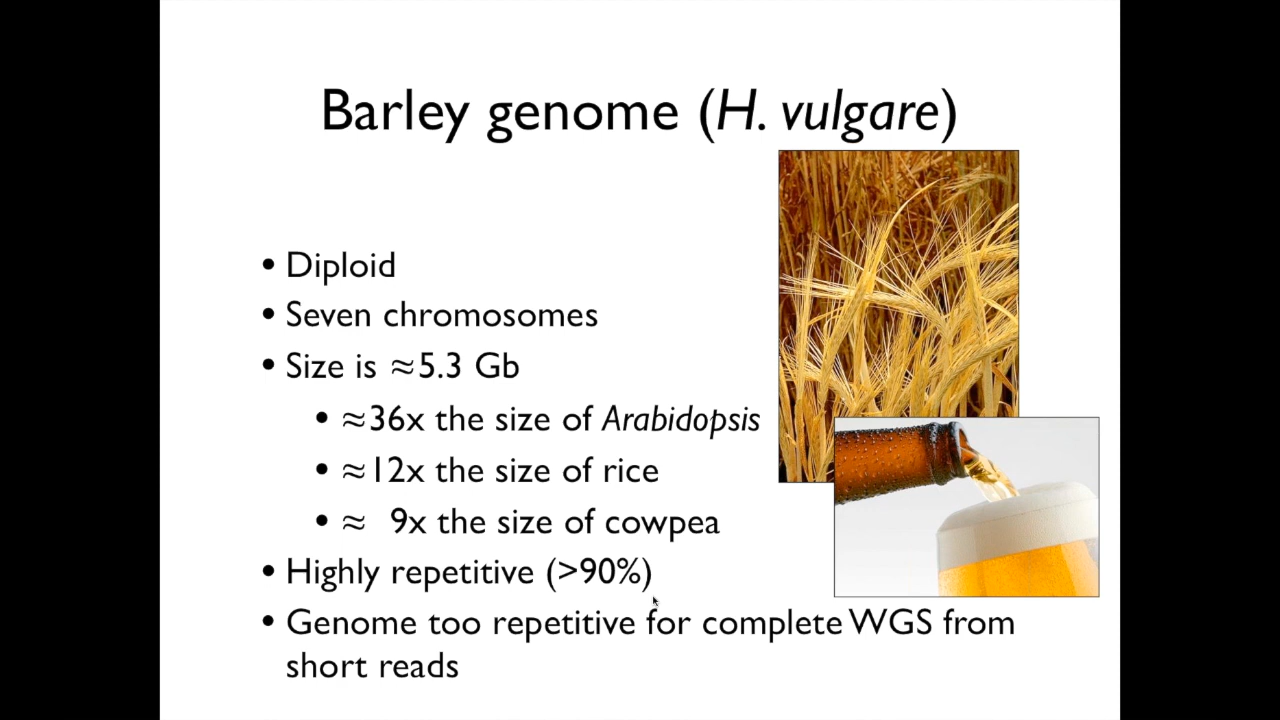 Barley genome (H. vulgare)
• Diploid
• Seven chromosomes
• Size is ≈5.3 Gb
• ≈36x the size of Arabidopsis
• ≈12x the size of rice
• ≈ 9x the size of cowpea
• Highly repetitive (>90%)
• Genome too repetitive for complete WGS from
short reads